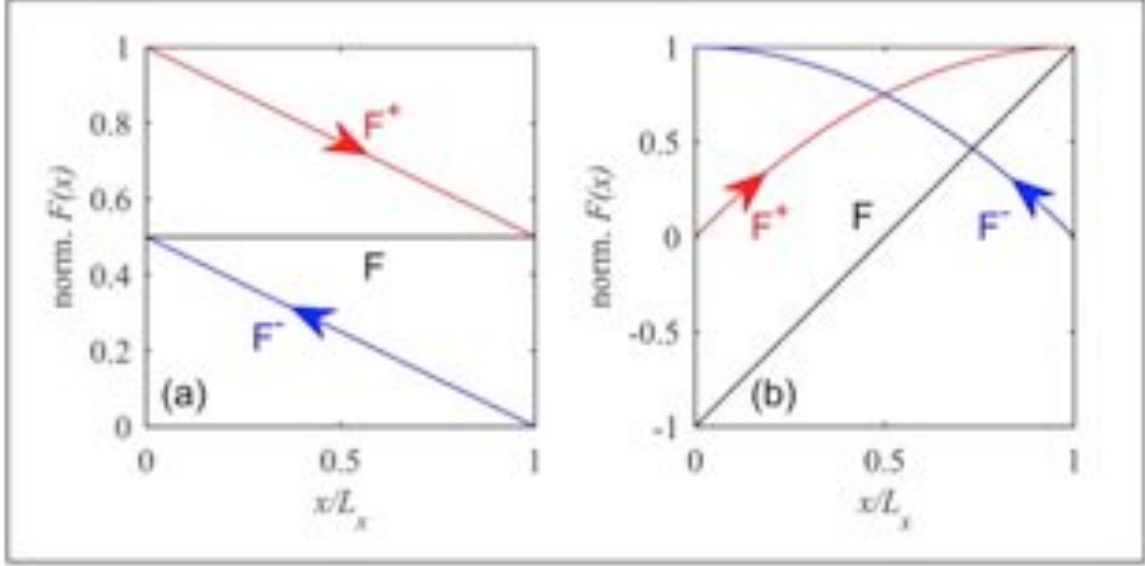 1
0.8
0.6
0.4
0.2
0
norm. F(x)
F⁺
F
F⁻
(a)
0
0.5
1
x/Lₓ
1
0.5
0
-0.5
-1
norm. F(x)
F⁺
F
F⁻
(b)
0
0.5
1
x/Lₓ